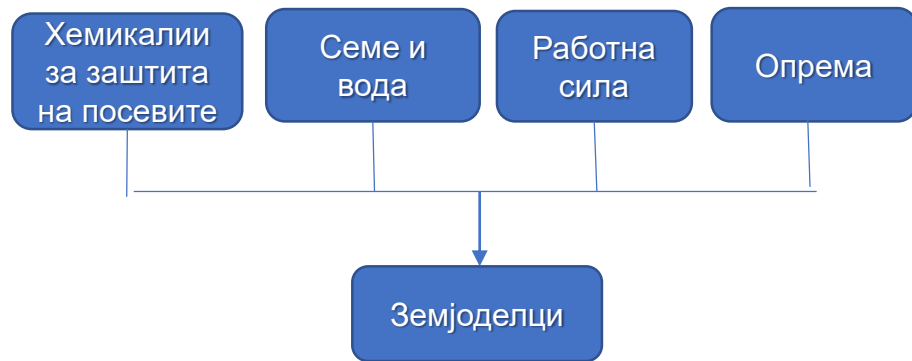 Хемикалии
за заштита
на посевите
Семе и
вода
Работна
сила
Опрема
Земјоделци